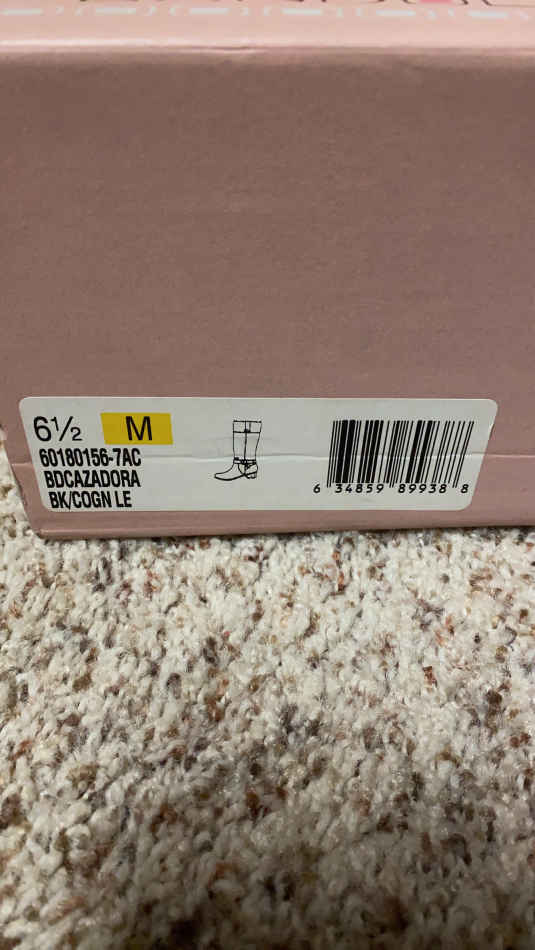 6½ M
60180156-7AC
BDCAZADORA
BK/COGN LE
6 34859 89938 8